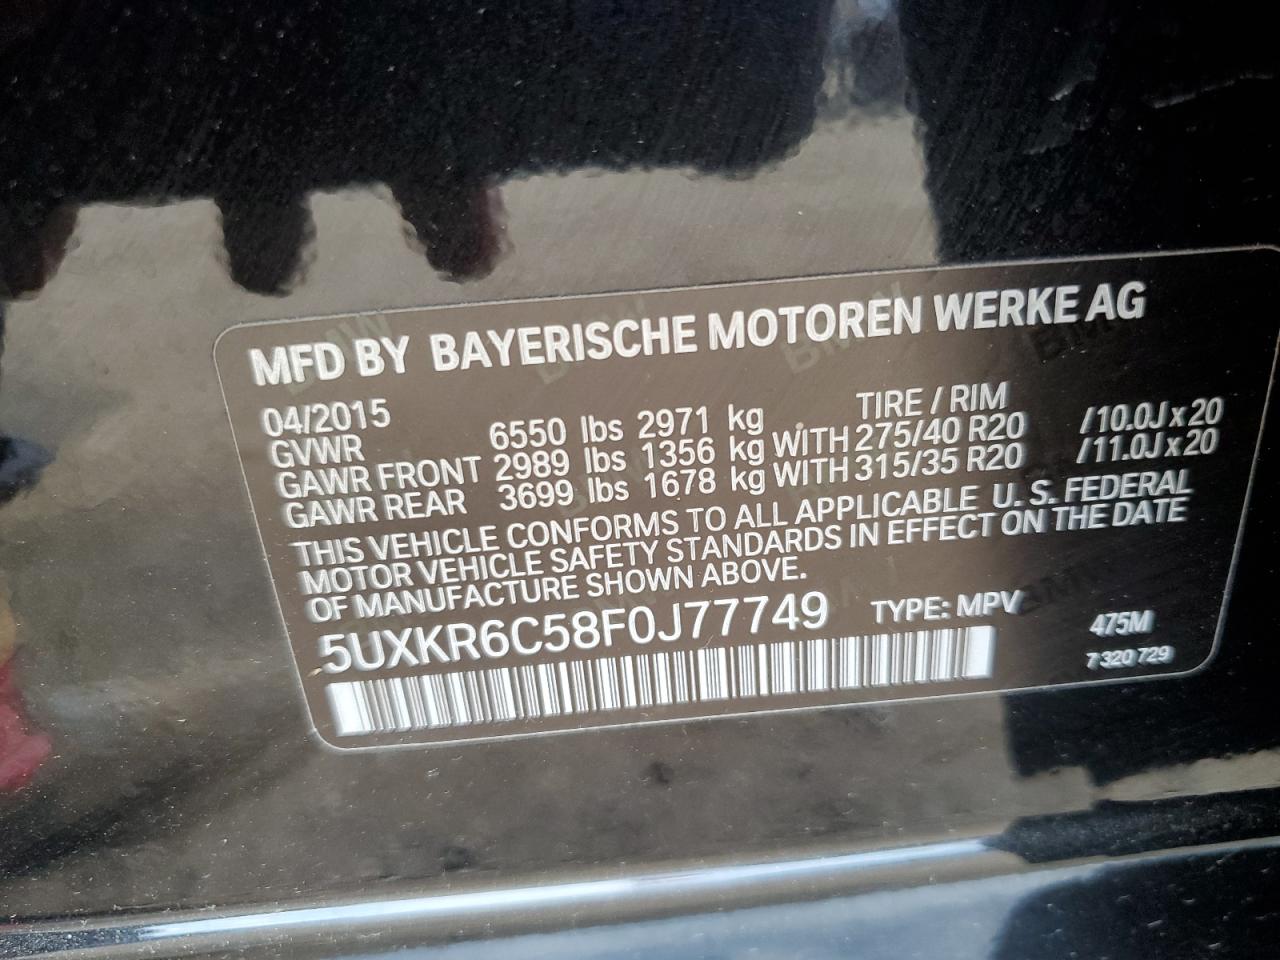 MFD BY BAYERISCHE MOTOREN WERKE AG
04/2015 TIRE / RIM
GVWR 6550 lbs 2971 kg
GAWR FRONT 2989 lbs 1356 kg WITH 275/40 R20 /10.0J x 20
GAWR REAR 3699 lbs 1678 kg WITH 315/35 R20 /11.0J x 20
THIS VEHICLE CONFORMS TO ALL APPLICABLE U. S. FEDERAL
MOTOR VEHICLE SAFETY STANDARDS IN EFFECT ON THE DATE
OF MANUFACTURE SHOWN ABOVE.
5UXKR6C58F0J77749 TYPE: MPV 475M
7 320 729